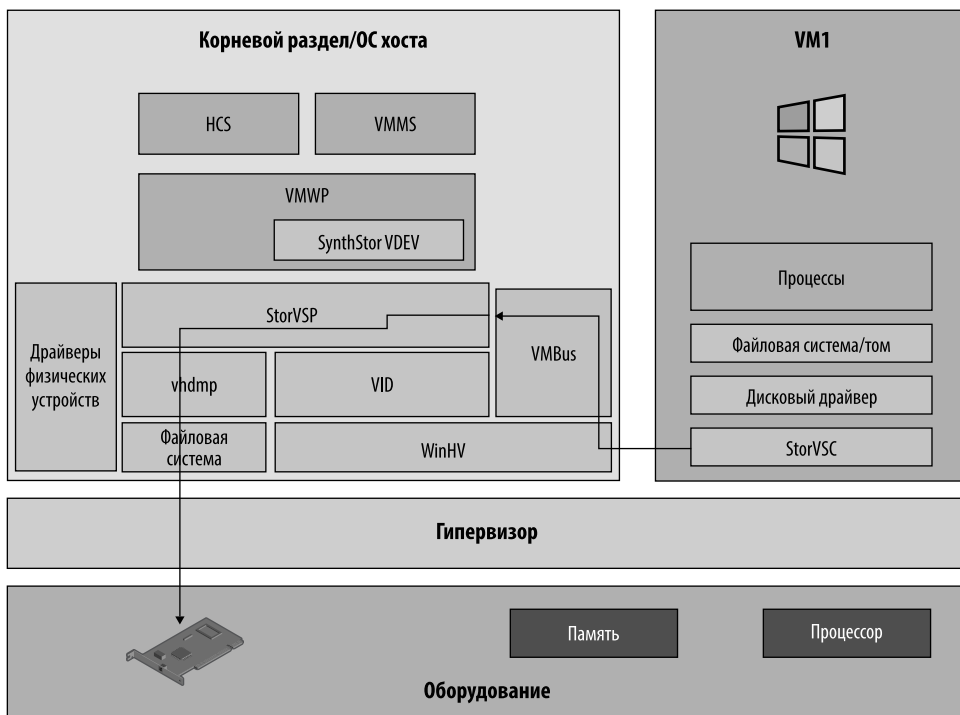 Корневой раздел/ОС хоста
HCS
VMMS
VMWP
SynthStor VDEV
Драйверы
физических
устройств
StorVSP
vhdmp
VID
VMBus
Файловая
система
WinHV
VM1
Процессы
Файловая система/том
Дисковый драйвер
StorVSC
Гипервизор
Память
Процессор
Оборудование